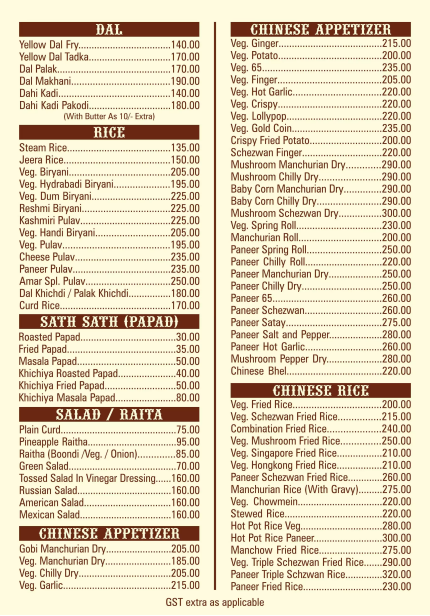 DAL
Yellow Dal Fry..............................140.00
Yellow Dal Tadka...........................170.00
Dal Palak......................................170.00
Dal Makhani..................................190.00
Dahi Kadi......................................140.00
Dahi Kadi Pakodi...........................180.00
(With Butter As 10/- Extra)
RICE
Steam Rice...................................135.00
Jeera Rice....................................150.00
Veg. Biryani..................................205.00
Veg. Hydrabadi Biryani..................195.00
Veg. Dum Biryani..........................225.00
Reshmi Biryani..............................225.00
Kashmiri Pulav..............................225.00
Veg. Handi Biryani.........................205.00
Veg. Pulav....................................195.00
Cheese Pulav................................235.00
Paneer Pulav.................................235.00
Amar Spl. Pulav............................250.00
Dal Khichdi / Palak Khichdi............180.00
Curd Rice.....................................170.00
SATH SATH (PAPAD)
Roasted Papad...............................30.00
Fried Papad....................................35.00
Masala Papad.................................50.00
Khichiya Roasted Papad..................40.00
Khichiya Fried Papad.......................50.00
Khichiya Masala Papad...................80.00
SALAD / RAITA
Plain Curd......................................75.00
Pineapple Raitha.............................95.00
Raitha (Boondi /Veg. / Onion)............85.00
Green Salad...................................70.00
Tossed Salad In Vinegar Dressing.....160.00
Russian Salad...............................160.00
American Salad.............................160.00
Mexican Salad..............................160.00
CHINESE APPETIZER
Gobi Manchurian Dry.....................205.00
Veg. Manchurian Dry.....................185.00
Veg. Chilly Dry..............................205.00
Veg. Garlic....................................215.00
CHINESE APPETIZER
Veg. Ginger...................................215.00
Veg. Potato...................................200.00
Veg. 65.........................................235.00
Veg. Finger...................................205.00
Veg. Hot Garlic..............................220.00
Veg. Crispy...................................220.00
Veg. Lollypop................................220.00
Veg. Gold Coin..............................235.00
Crispy Fried Potato........................200.00
Schezwan Finger...........................220.00
Mushroom Manchurian Dry............290.00
Mushroom Chilly Dry.....................290.00
Baby Corn Manchurian Dry.............290.00
Baby Corn Chilly Dry......................290.00
Mushroom Schezwan Dry...............300.00
Veg. Spring Roll.............................230.00
Manchurian Roll............................200.00
Paneer Spring Roll.........................250.00
Paneer Chilly Roll..........................220.00
Paneer Manchurian Dry..................250.00
Paneer Chilly Dry...........................250.00
Paneer 65.....................................260.00
Paneer Schezwan..........................260.00
Paneer Satay.................................275.00
Paneer Salt and Pepper..................280.00
Paneer Hot Garlic..........................260.00
Mushroom Pepper Dry...................280.00
Chinese Bhel.................................220.00
CHINESE RICE
Veg. Fried Rice..............................200.00
Veg. Schezwan Fried Rice..............215.00
Combination Fried Rice..................240.00
Veg. Mushroom Fried Rice.............250.00
Veg. Singapore Fried Rice..............210.00
Veg. Hongkong Fried Rice..............210.00
Paneer Schezwan Fried Rice..........260.00
Manchurian Rice (With Gravy)........275.00
Veg. Chowmein.............................220.00
Stewed Rice..................................220.00
Hot Pot Rice Veg............................280.00
Hot Pot Rice Paneer.......................300.00
Manchow Fried Rice.......................275.00
Veg. Triple Schezwan Fried Rice......290.00
Paneer Triple Schzwan Rice............320.00
Paneer Fried Rice...........................230.00
GST extra as applicable